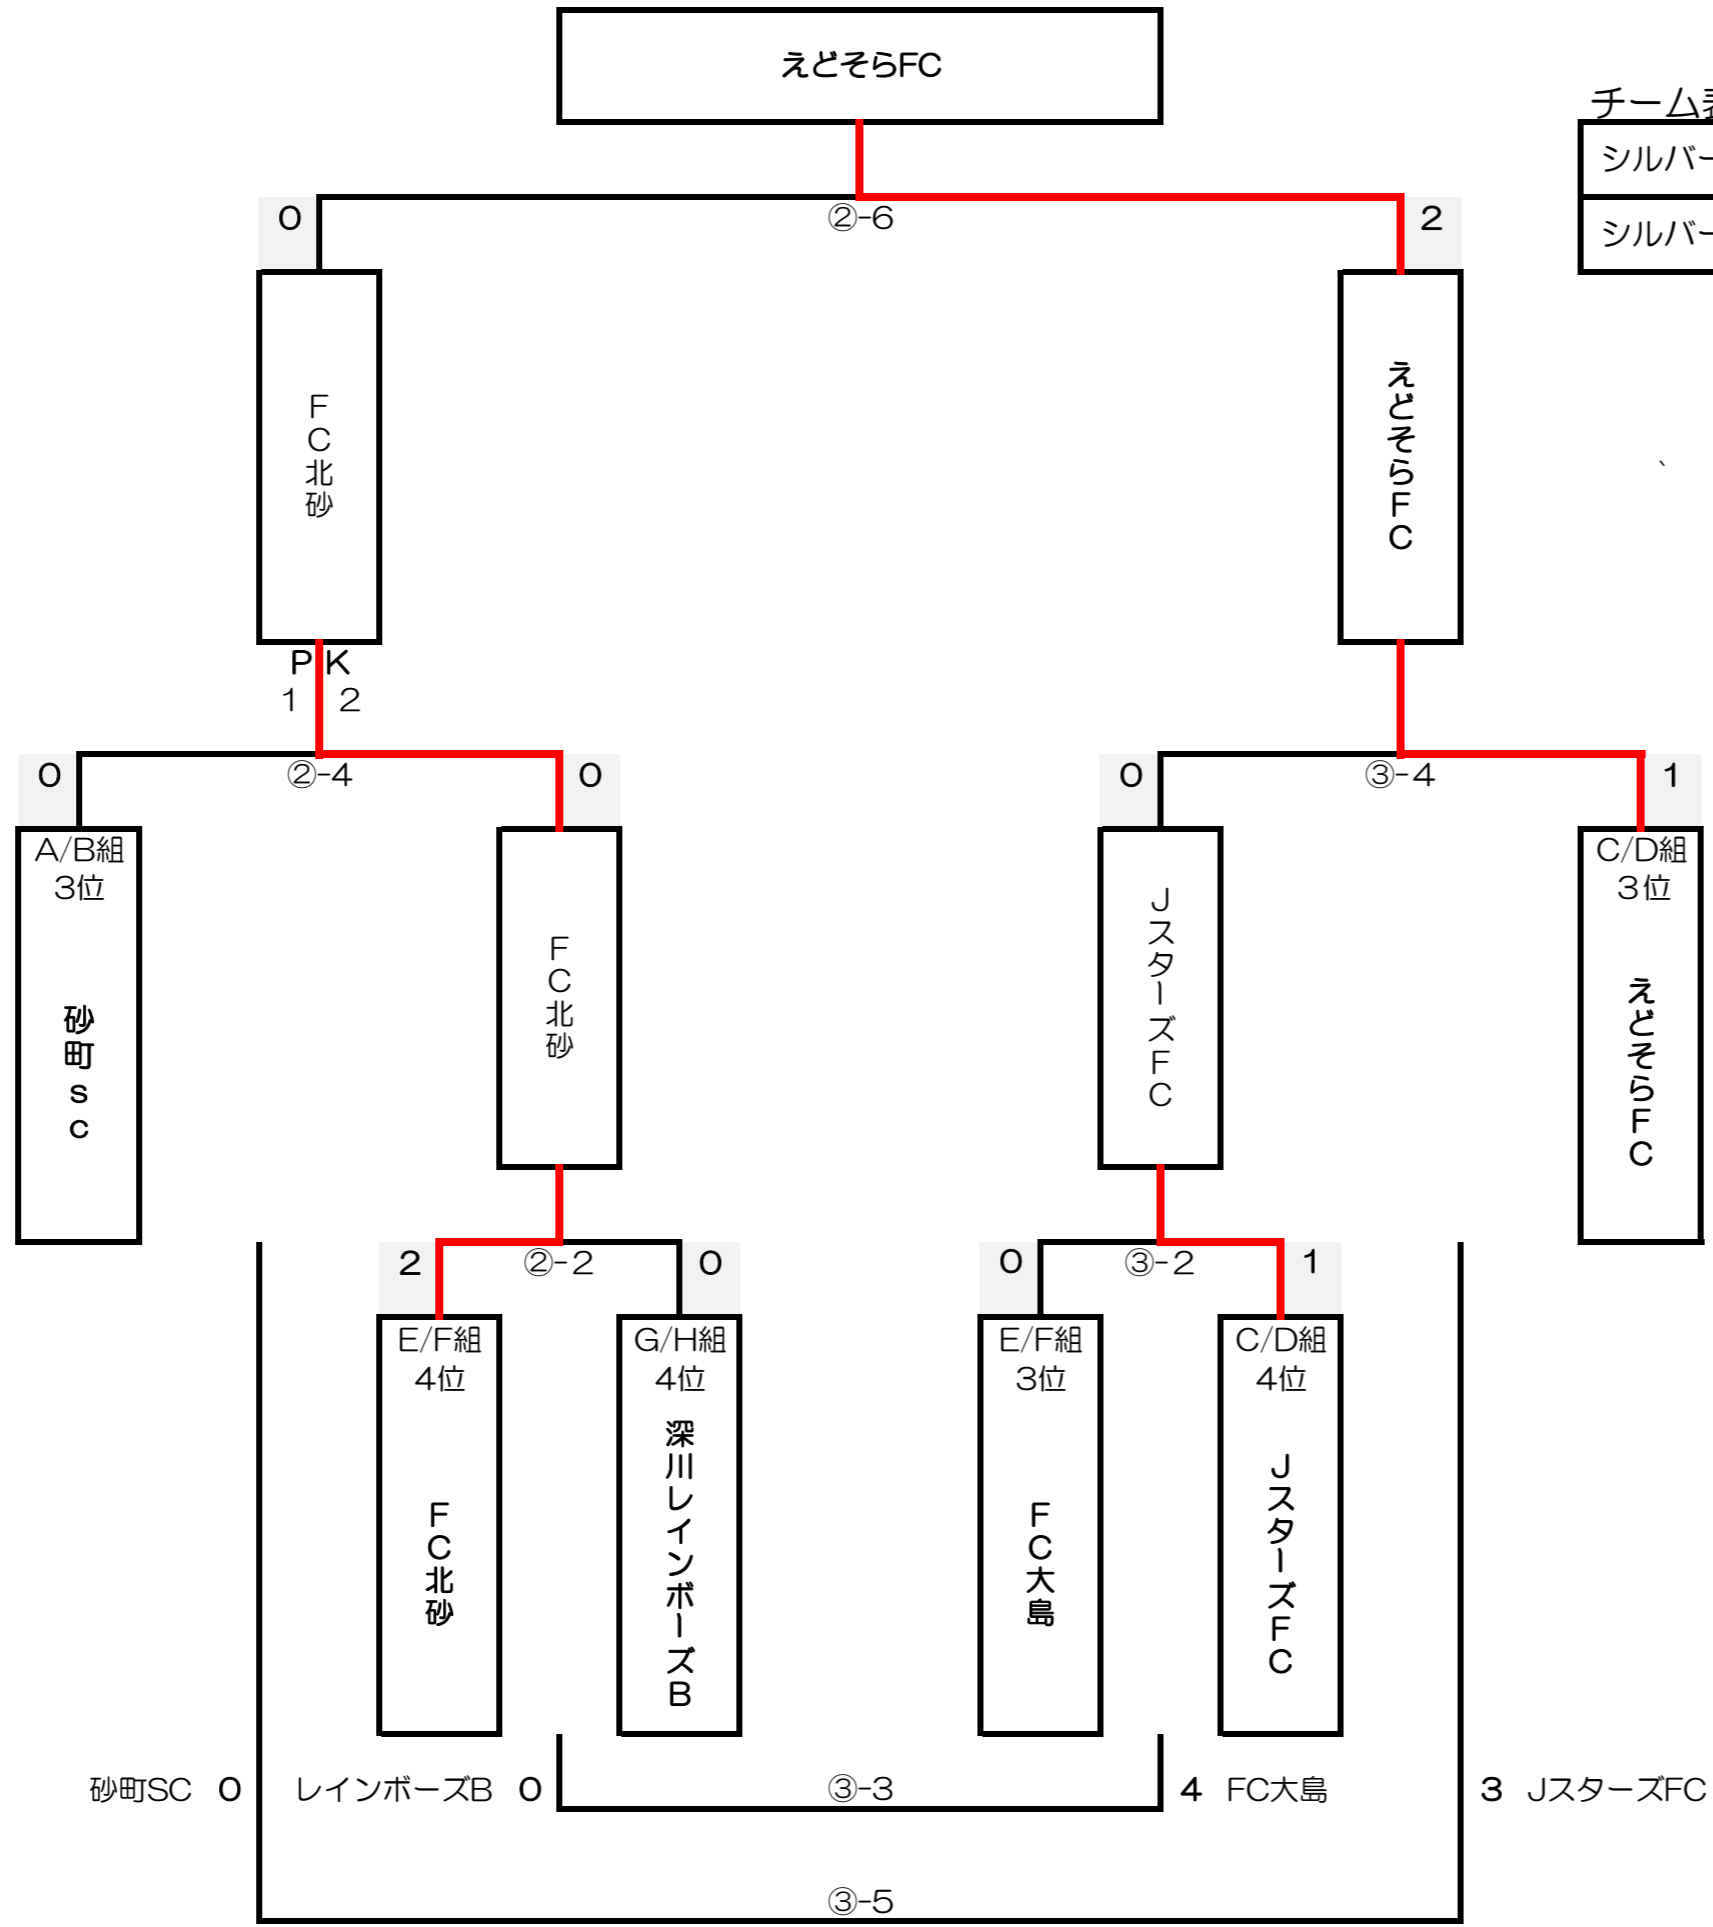 えどそらFC
チーム表
シルバー
シルバー
0
②-6
2
FC北砂
えどそらFC
、
PK
1 2
0
②-4
0
0
③-4
1
A/B組
3位
砂町sc
FC北砂
JスターズFC
C/D組
3位
えどそらFC
2
②-2
0
0
③-2
1
E/F組
4位
FC北砂
G/H組
4位
深川レインボーズB
E/F組
3位
FC大島
C/D組
4位
JスターズFC
砂町SC 0
レインボーズB 0
③-3
4 FC大島
3 JスターズFC
③-5